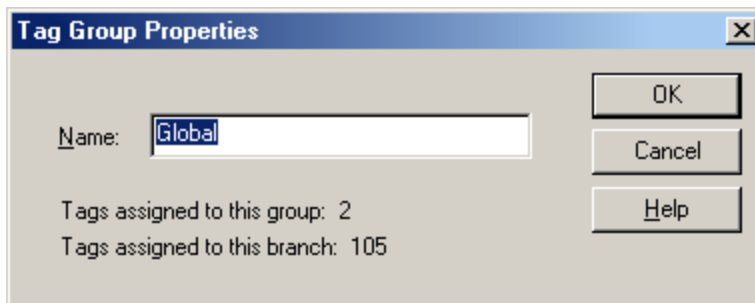 Tag Group Properties
OK
Name: Global
Cancel
Tags assigned to this group: 2
Help
Tags assigned to this branch: 105